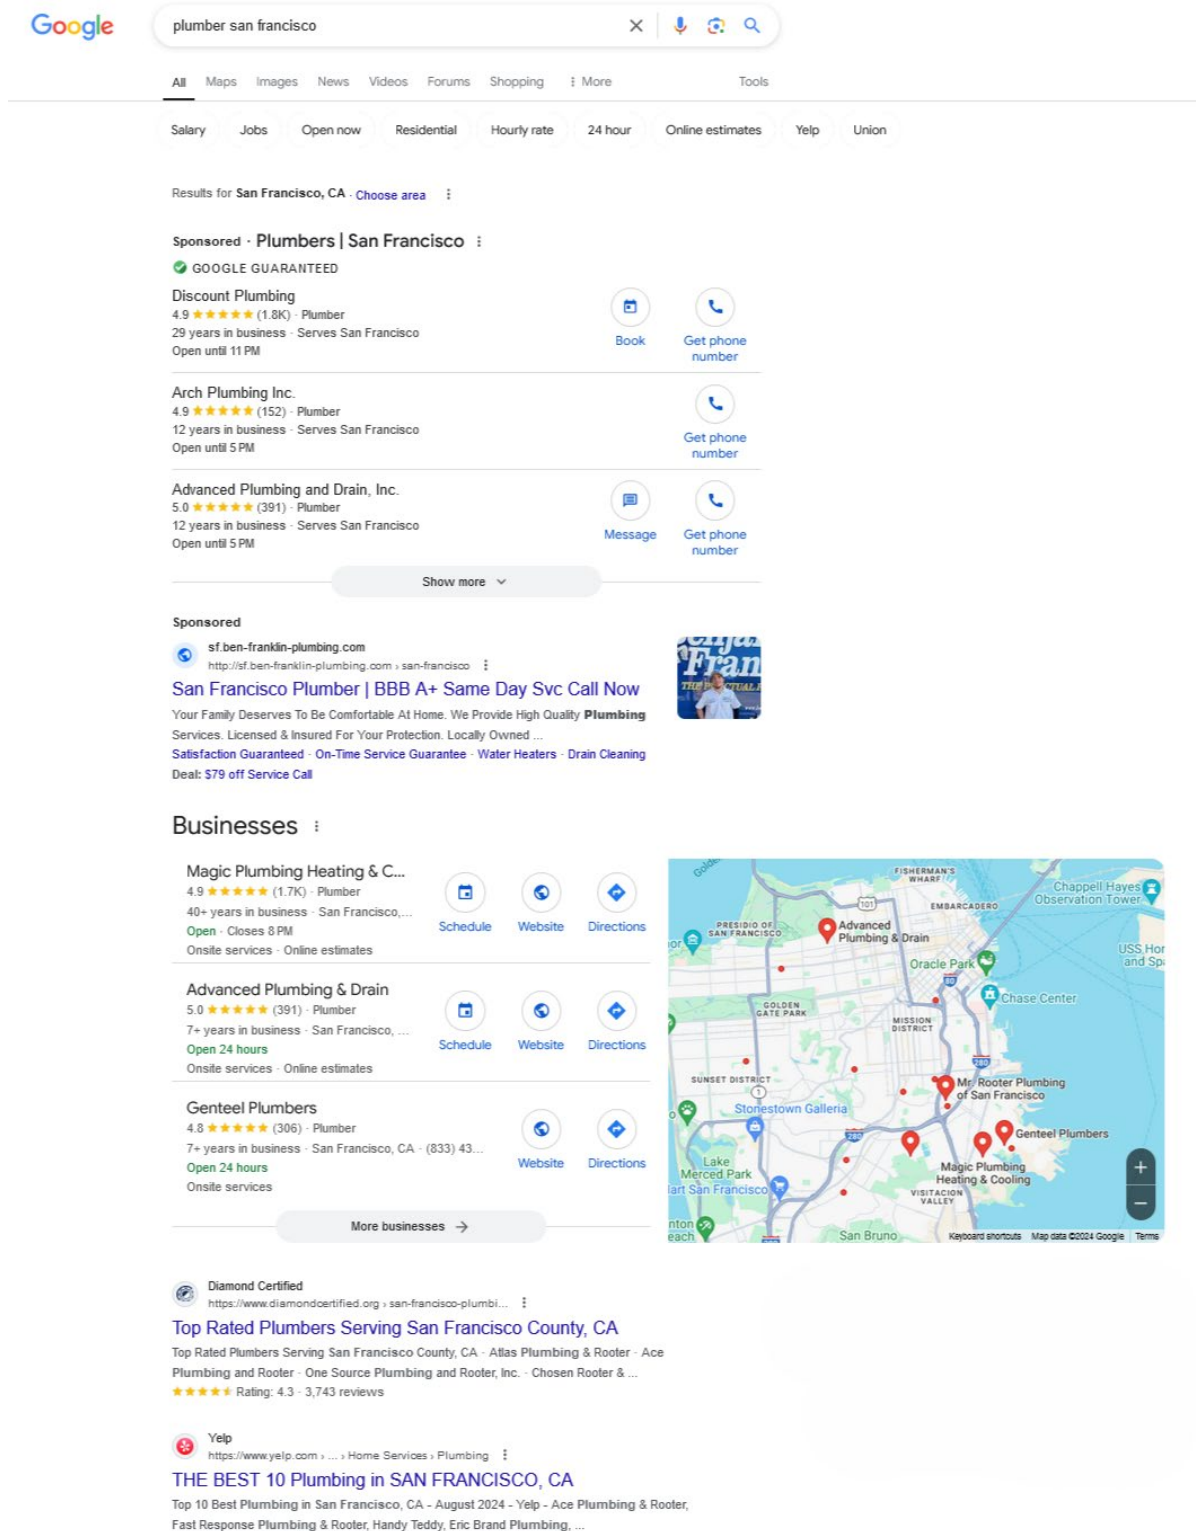 Google
plumber san francisco
All Maps Images News Videos Forums Shopping More Tools
Salary Jobs Open now Residential Hourly rate 24 hour Online estimates Yelp Union
Results for San Francisco, CA · Choose area
Sponsored · Plumbers | San Francisco
GOOGLE GUARANTEED
Discount Plumbing
4.9 ★★★★★ (1.8K) · Plumber
29 years in business · Serves San Francisco
Open until 11 PM
Book
Get phone
number
Arch Plumbing Inc.
4.9 ★★★★★ (152) · Plumber
12 years in business · Serves San Francisco
Open until 5 PM
Get phone
number
Advanced Plumbing and Drain, Inc.
5.0 ★★★★★ (391) · Plumber
12 years in business · Serves San Francisco
Open until 5 PM
Message
Get phone
number
Show more
Sponsored
sf.ben-franklin-plumbing.com
http://sf.ben-franklin-plumbing.com › san-francisco
San Francisco Plumber | BBB A+ Same Day Svc Call Now
Your Family Deserves To Be Comfortable At Home. We Provide High Quality Plumbing
Services. Licensed & Insured For Your Protection. Locally Owned ...
Satisfaction Guaranteed · On-Time Service Guarantee · Water Heaters · Drain Cleaning
Deal: $79 off Service Call
Fran
THE
Businesses
Magic Plumbing Heating & C...
4.9 ★★★★★ (1.7K) · Plumber
40+ years in business · San Francisco,...
Open · Closes 8 PM
Onsite services · Online estimates
Schedule Website Directions
Advanced Plumbing & Drain
5.0 ★★★★★ (391) · Plumber
7+ years in business · San Francisco, ...
Open 24 hours
Onsite services · Online estimates
Schedule Website Directions
Genteel Plumbers
4.8 ★★★★★ (306) · Plumber
7+ years in business · San Francisco, CA · (833) 43...
Open 24 hours
Onsite services
Website Directions
More businesses
Golde
FISHERMAN'S
WHARF
101
EMBARCADERO
Chappell Hayes
Observation Tower
PRESIDIO OF
SAN FRANCISCO
Advanced
Plumbing & Drain
or
USS Hor
and Spa
Oracle Park
80
Chase Center
GOLDEN
GATE PARK
MISSION
DISTRICT
280
SUNSET DISTRICT
1
Mr. Rooter Plumbing
of San Francisco
Stonestown Galleria
o
280
Genteel Plumbers
Lake
Merced Park
Magic Plumbing
Heating & Cooling
art San Francisco
VISITACION
VALLEY
nton
each
San Bruno
Keyboard shortcuts Map data ©2024 Google Terms
Diamond Certified
https://www.diamondcertified.org › san-francisco-plumbi...
Top Rated Plumbers Serving San Francisco County, CA
Top Rated Plumbers Serving San Francisco County, CA · Atlas Plumbing & Rooter · Ace
Plumbing and Rooter · One Source Plumbing and Rooter, Inc. · Chosen Rooter & ...
Rating: 4.3 · 3,743 reviews
Yelp
https://www.yelp.com › ... › Home Services › Plumbing
THE BEST 10 Plumbing in SAN FRANCISCO, CA
Top 10 Best Plumbing in San Francisco, CA - August 2024 - Yelp - Ace Plumbing & Rooter,
Fast Response Plumbing & Rooter, Handy Teddy, Eric Brand Plumbing, ...